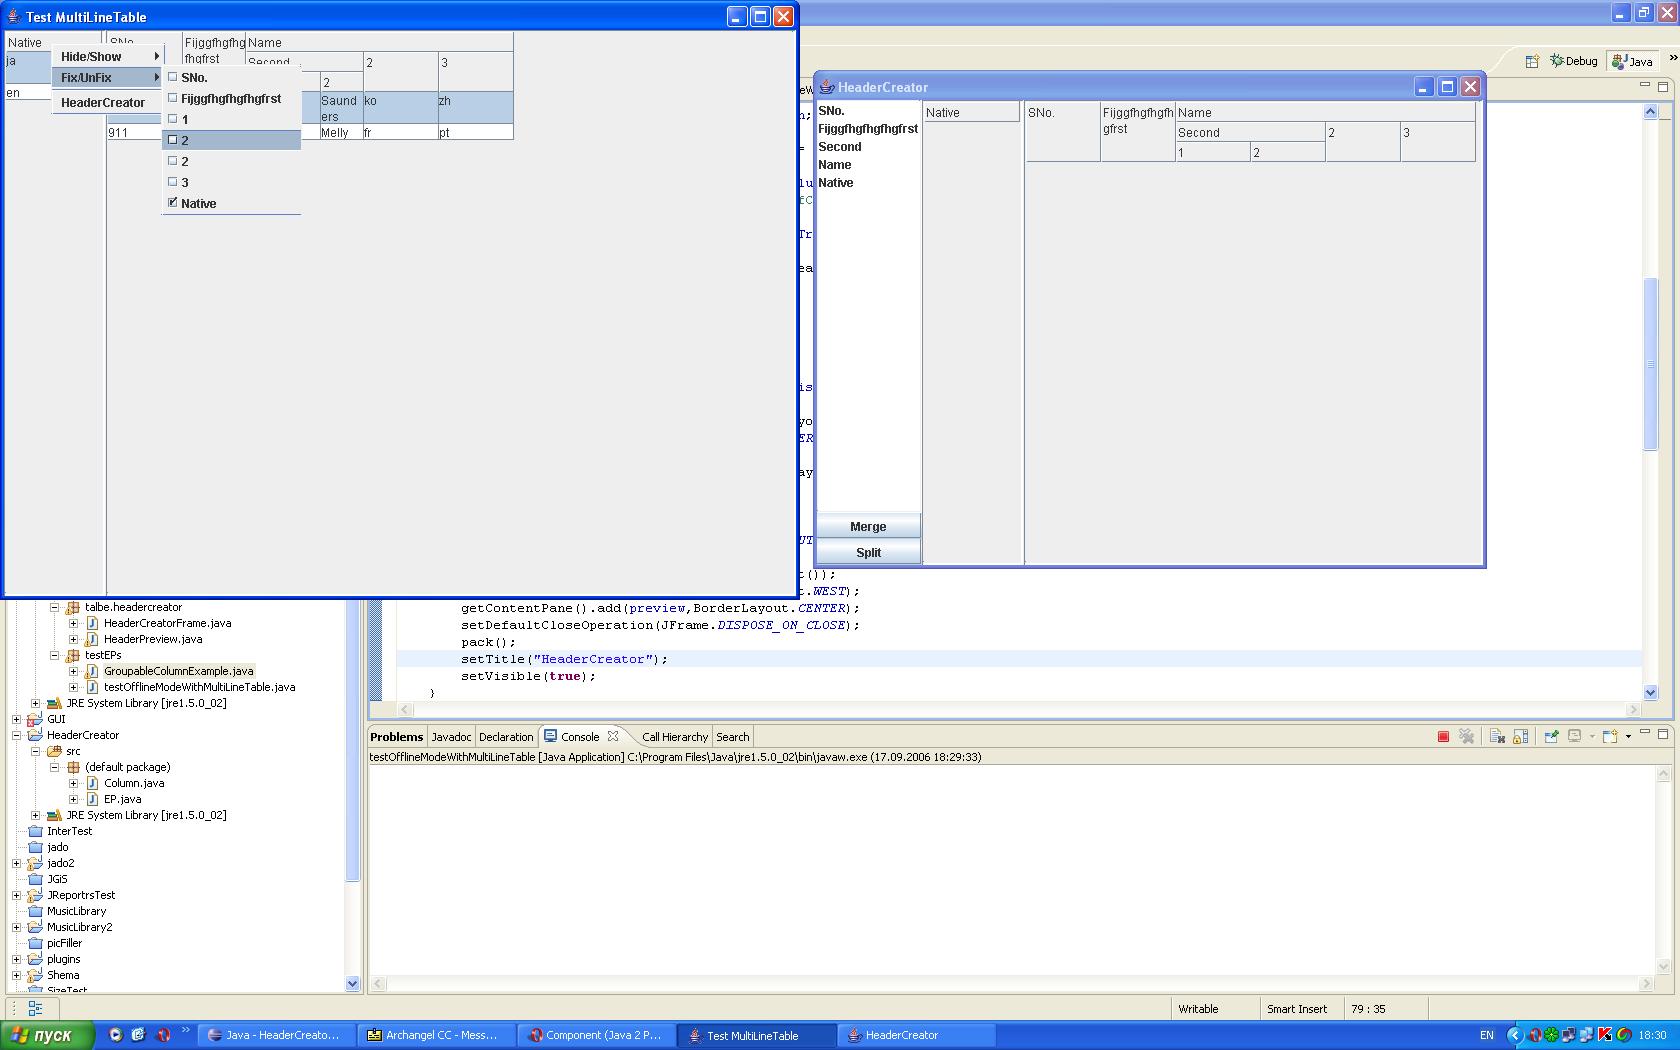 Test MultiLineTable
Native
SNo.
Fijggfhgfhg
fhgfrst
Name
Second
2
3
2
ja
Saund
ers
ko
zh
en
911
Melly
fr
pt
Hide/Show
Fix/UnFix
HeaderCreator
SNo.
Fijggfhgfhgfhgfrst
1
2
2
3
Native
Debug
Java
»
HeaderCreator
SNo.
Fijggfhgfhgfhgfrst
Second
Name
Native
Merge
Split
Native
SNo.
Fijggfhgfhgfh
gfrst
Name
Second
2
3
1
2
t());
t.WEST);
getContentPane().add(preview,BorderLayout.CENTER);
setDefaultCloseOperation(JFrame.DISPOSE_ON_CLOSE);
pack();
setTitle("HeaderCreator");
setVisible(true);
}
talbe.headercreator
HeaderCreatorFrame.java
HeaderPreview.java
testEPs
GroupableColumnExample.java
testOfflineModeWithMultiLineTable.java
JRE System Library [jre1.5.0_02]
GUI
HeaderCreator
src
(default package)
Column.java
EP.java
JRE System Library [jre1.5.0_02]
InterTest
jado
jado2
JGiS
JReportrsTest
MusicLibrary
MusicLibrary2
picFiller
plugins
Shema
SizeTest
Problems Javadoc Declaration Console Call Hierarchy Search
testOfflineModeWithMultiLineTable [Java Application] C:\Program Files\Java\jre1.5.0_02\bin\javaw.exe (17.09.2006 18:29:33)
Writable
Smart Insert
79 : 35
пуск
»
Java - HeaderCreato...
Archangel CC - Mess...
Component (Java 2 P...
Test MultiLineTable
HeaderCreator
EN
18:30